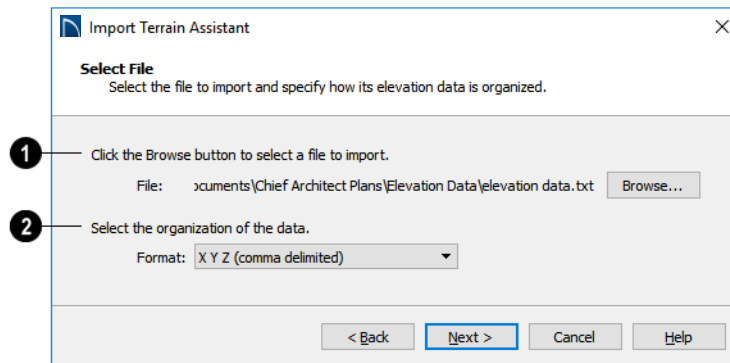 Import Terrain Assistant
Select File
Select the file to import and specify how its elevation data is organized.
1
Click the Browse button to select a file to import.
File: ocuments\Chief Architect Plans\Elevation Data\elevation data.txt Browse...
2
Select the organization of the data.
Format: X Y Z (comma delimited)
< Back Next > Cancel Help